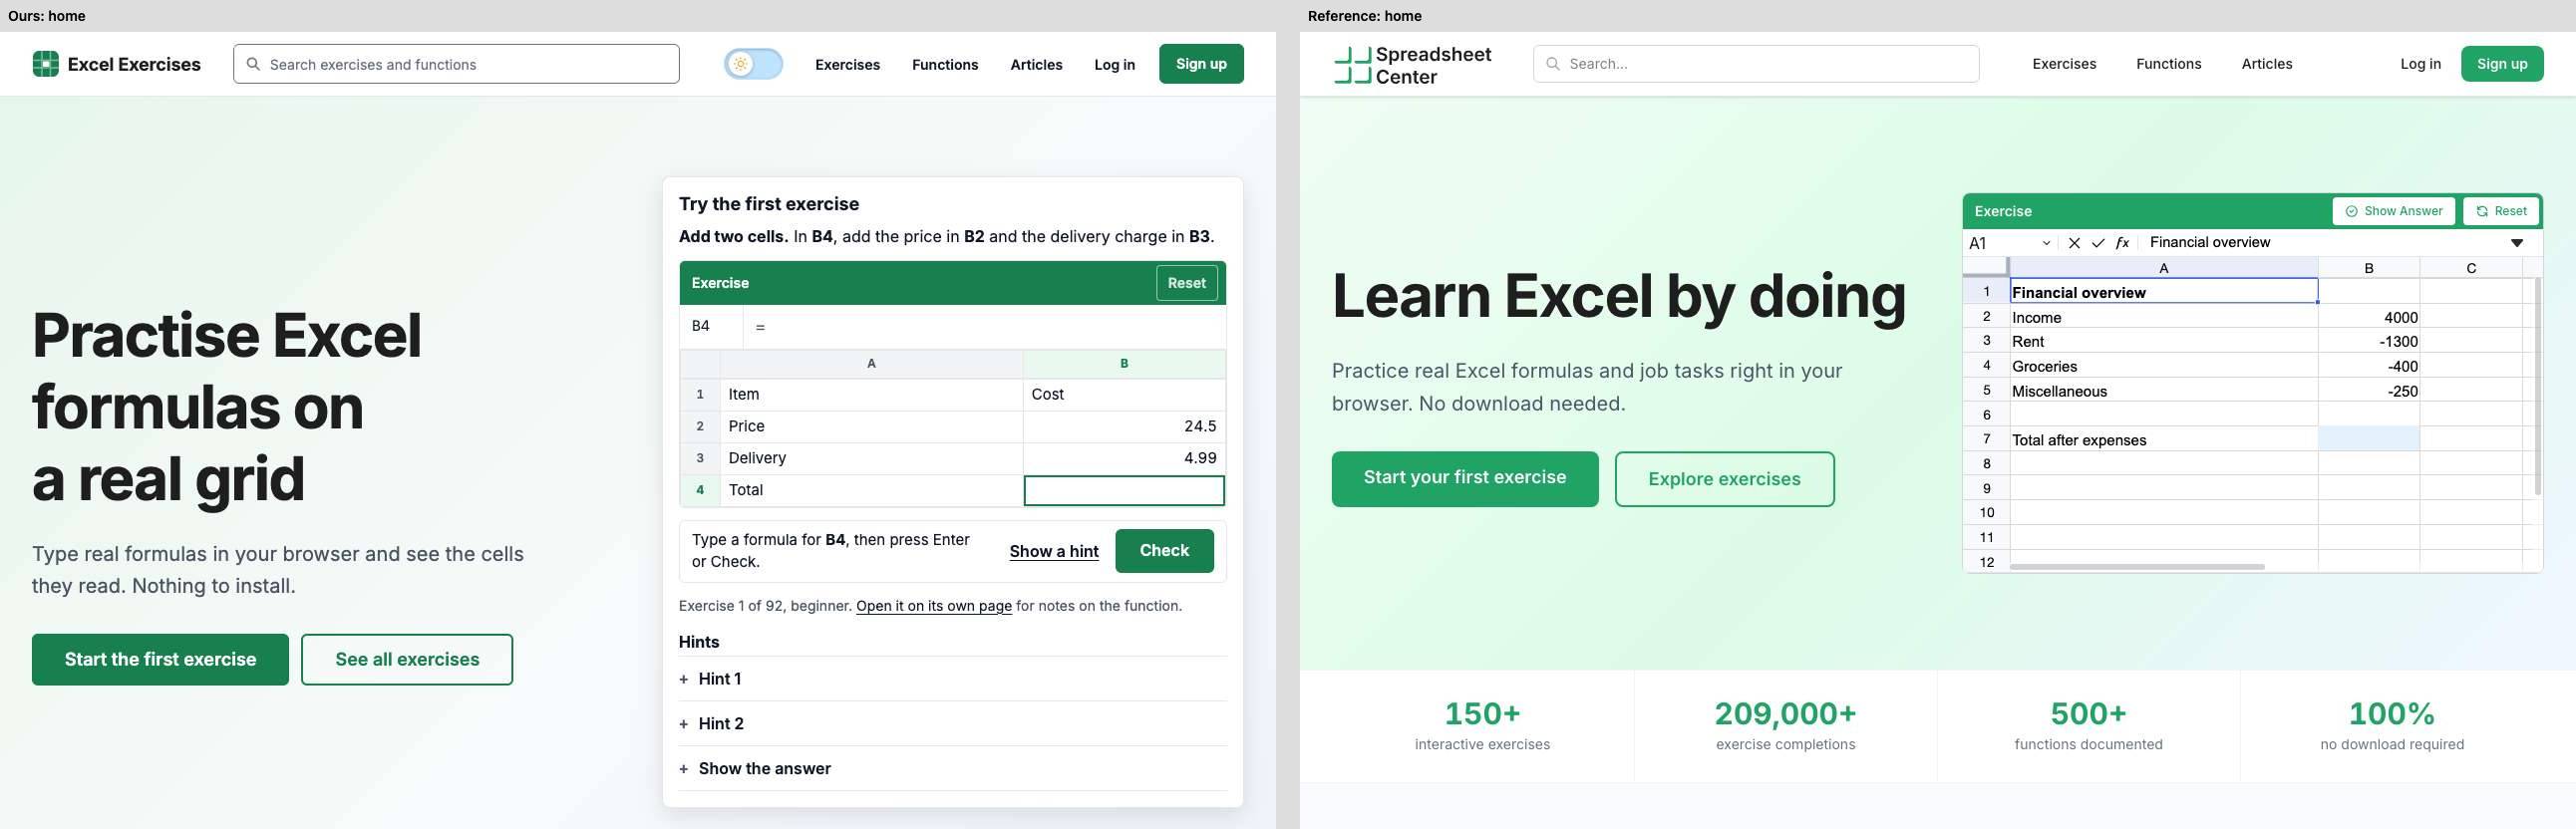 Ours: home
Excel Exercises
Search exercises and functions
Exercises
Functions
Articles
Log in
Sign up
Practise Excel
formulas on
a real grid
Type real formulas in your browser and see the cells
they read. Nothing to install.
Start the first exercise
See all exercises
Try the first exercise
Add two cells. In B4, add the price in B2 and the delivery charge in B3.
Exercise
Reset
B4
=
A
B
1 Item Cost
2 Price 24.5
3 Delivery 4.99
4 Total
Type a formula for B4, then press Enter
or Check.
Show a hint
Check
Exercise 1 of 92, beginner. Open it on its own page for notes on the function.
Hints
+ Hint 1
+ Hint 2
+ Show the answer
Reference: home
Spreadsheet
Center
Search...
Exercises
Functions
Articles
Log in
Sign up
Learn Excel by doing
Practice real Excel formulas and job tasks right in your
browser. No download needed.
Start your first exercise
Explore exercises
Exercise
Show Answer
Reset
A1
fx
Financial overview
A
B
C
1 Financial overview
2 Income 4000
3 Rent -1300
4 Groceries -400
5 Miscellaneous -250
6
7 Total after expenses
8
9
10
11
12
150+
interactive exercises
209,000+
exercise completions
500+
functions documented
100%
no download required